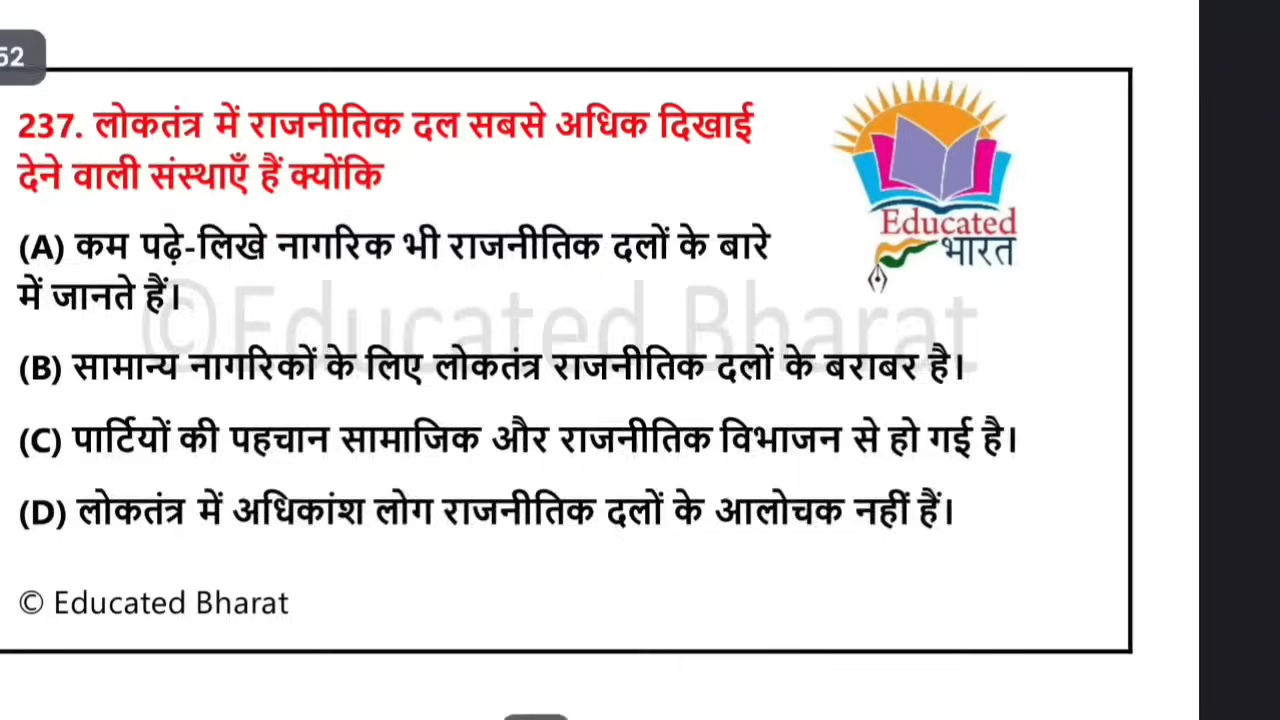 52
237. लोकतंत्र में राजनीतिक दल सबसे अधिक दिखाई
देने वाली संस्थाएँ हैं क्योंकि
Educated
भारत
(A) कम पढ़े-लिखे नागरिक भी राजनीतिक दलों के बारे
में जानते हैं।
©Educated Bharat
(B) सामान्य नागरिकों के लिए लोकतंत्र राजनीतिक दलों के बराबर है।
(C) पार्टियों की पहचान सामाजिक और राजनीतिक विभाजन से हो गई है।
(D) लोकतंत्र में अधिकांश लोग राजनीतिक दलों के आलोचक नहीं हैं।
© Educated Bharat